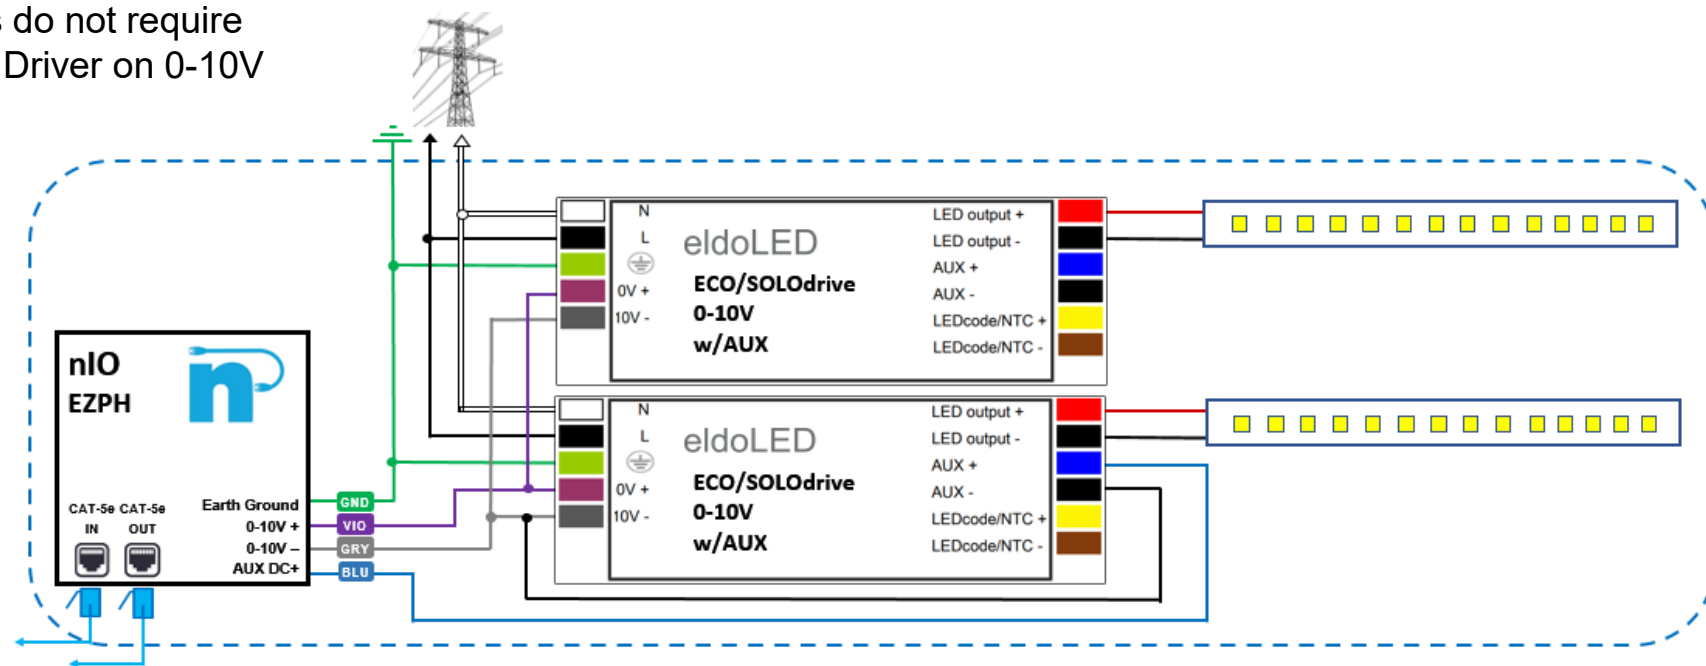 s do not require
Driver on 0-10V
N
L
0V +
10V -
eldoLED
ECO/SOLOdrive
0-10V
w/AUX
LED output +
LED output -
AUX +
AUX -
LEDcode/NTC +
LEDcode/NTC -
nIO
EZPH
n
CAT-5e CAT-5e
IN OUT
Earth Ground
0-10V +
0-10V –
AUX DC+
GND
VIO
GRY
BLU
N
L
0V +
10V -
eldoLED
ECO/SOLOdrive
0-10V
w/AUX
LED output +
LED output -
AUX +
AUX -
LEDcode/NTC +
LEDcode/NTC -